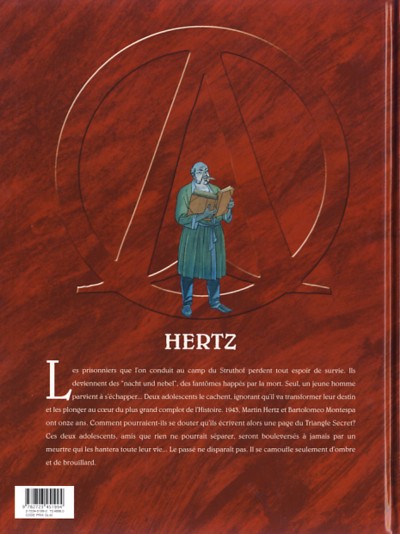 HERTZ
Les prisonniers que l'on conduit au camp du Struthof perdent tout espoir de survie. Ils
deviennent des "nacht und nebel", des fantômes happés par la mort. Seul, un jeune homme
parvient à s'échapper... Deux adolescents le cachent, ignorant qu'il va transformer leur destin
et les plonger au cœur du plus grand complot de l'Histoire. 1943, Martin Hertz et Bartolomeo Montespa
ont onze ans. Comment pourraient-ils se douter qu'ils écrivent alors une page du Triangle Secret?
Ces deux adolescents, amis que rien ne pourrait séparer, seront bouleversés à jamais par un
meurtre qui les hantera toute leur vie... Le passé ne disparaît pas. Il se camoufle seulement d'ombre
et de brouillard.